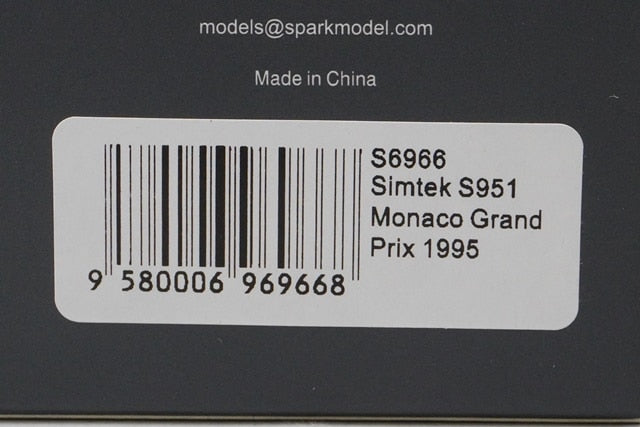 models@sparkmodel.com
Made in China
S6966
Simtek S951
Monaco Grand
Prix 1995
9 580006 969668